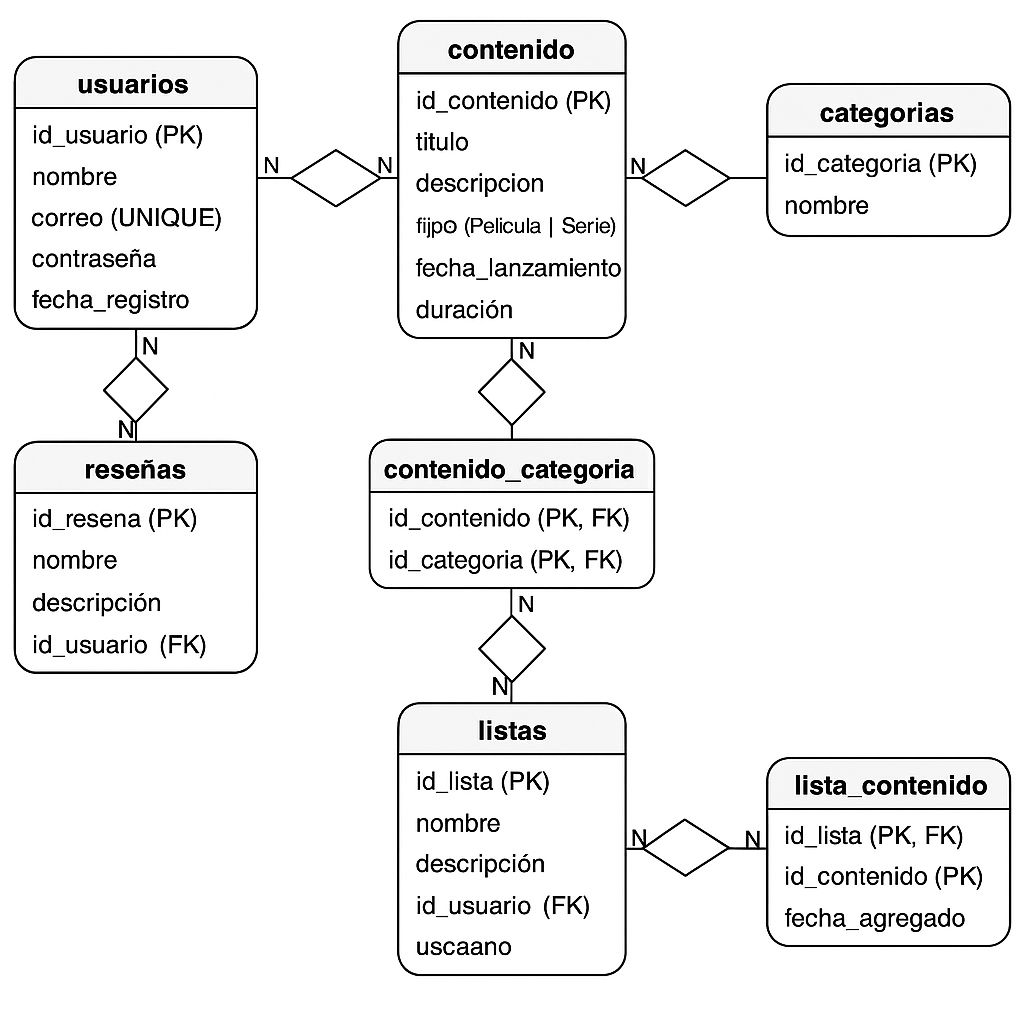 usuarios
id_usuario (PK)
nombre
correo (UNIQUE)
contraseña
fecha_registro
N
N
contenido
id_contenido (PK)
titulo
descripcion
fijpo (Pelicula | Serie)
fecha_lanzamiento
duración
N
categorias
id_categoria (PK)
nombre
N
N
reseñas
id_resena (PK)
nombre
descripción
id_usuario (FK)
N
contenido_categoria
id_contenido (PK, FK)
id_categoria (PK, FK)
N
N
listas
id_lista (PK)
nombre
descripción
id_usuario (FK)
uscaano
N
N
lista_contenido
id_lista (PK, FK)
id_contenido (PK)
fecha_agregado